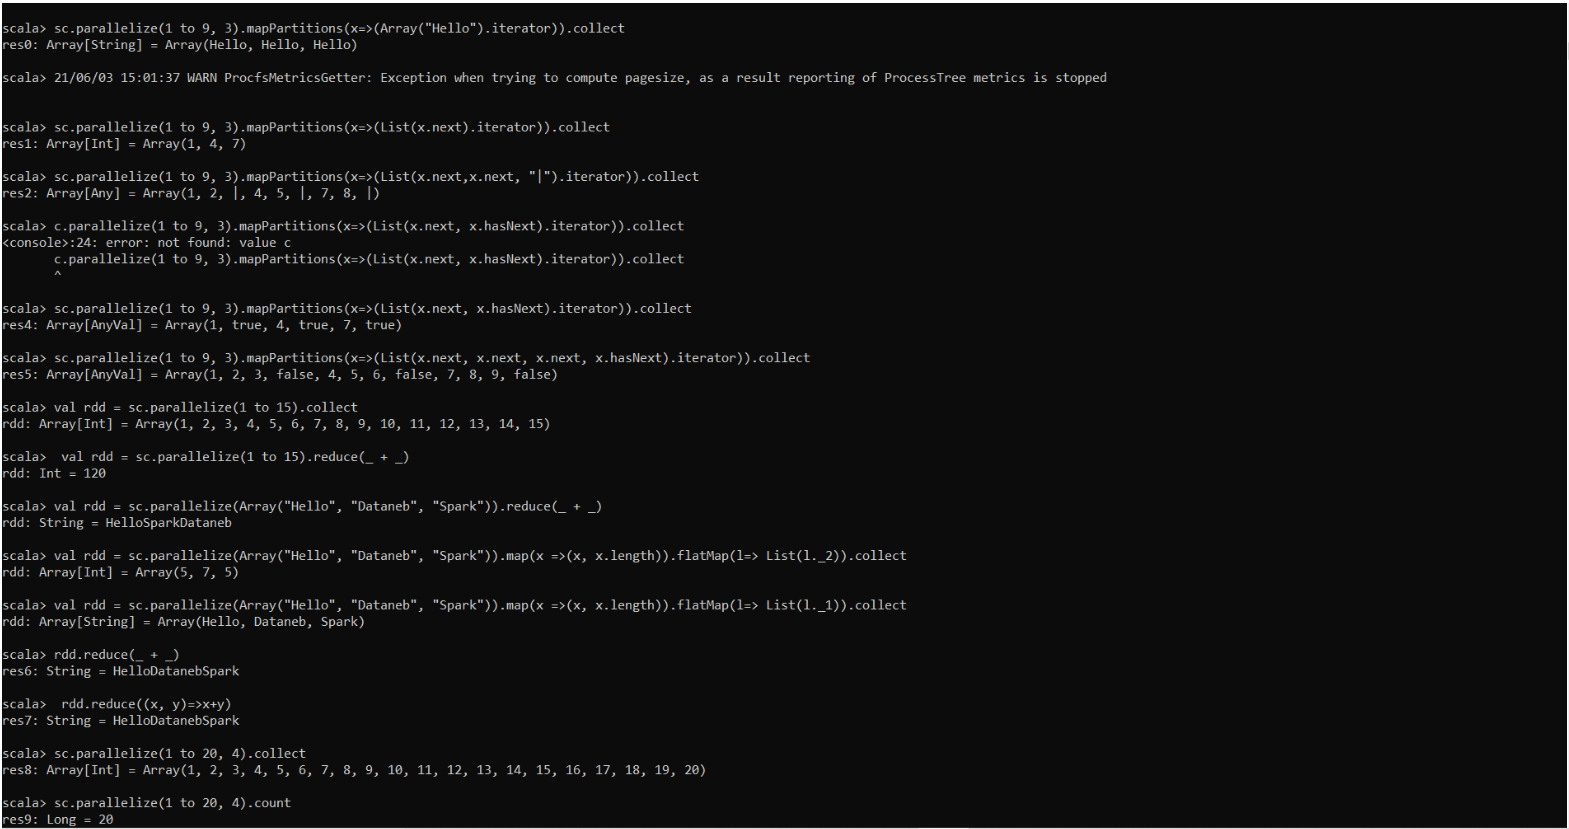 scala> sc.parallelize(1 to 9, 3).mapPartitions(x=>(Array("Hello").iterator)).collect
res0: Array[String] = Array(Hello, Hello, Hello)
scala> 21/06/03 15:01:37 WARN ProcfsMetricsGetter: Exception when trying to compute pagesize, as a result reporting of ProcessTree metrics is stopped
scala> sc.parallelize(1 to 9, 3).mapPartitions(x=>(List(x.next).iterator)).collect
res1: Array[Int] = Array(1, 4, 7)
scala> sc.parallelize(1 to 9, 3).mapPartitions(x=>(List(x.next,x.next, "|").iterator)).collect
res2: Array[Any] = Array(1, 2, |, 4, 5, |, 7, 8, |)
scala> c.parallelize(1 to 9, 3).mapPartitions(x=>(List(x.next, x.hasNext).iterator)).collect
<console>:24: error: not found: value c
       c.parallelize(1 to 9, 3).mapPartitions(x=>(List(x.next, x.hasNext).iterator)).collect
       ^
scala> sc.parallelize(1 to 9, 3).mapPartitions(x=>(List(x.next, x.hasNext).iterator)).collect
res4: Array[AnyVal] = Array(1, true, 4, true, 7, true)
scala> sc.parallelize(1 to 9, 3).mapPartitions(x=>(List(x.next, x.next, x.next, x.hasNext).iterator)).collect
res5: Array[AnyVal] = Array(1, 2, 3, false, 4, 5, 6, false, 7, 8, 9, false)
scala> val rdd = sc.parallelize(1 to 15).collect
rdd: Array[Int] = Array(1, 2, 3, 4, 5, 6, 7, 8, 9, 10, 11, 12, 13, 14, 15)
scala>  val rdd = sc.parallelize(1 to 15).reduce(_ + _)
rdd: Int = 120
scala> val rdd = sc.parallelize(Array("Hello", "Dataneb", "Spark")).reduce(_ + _)
rdd: String = HelloSparkDataneb
scala> val rdd = sc.parallelize(Array("Hello", "Dataneb", "Spark")).map(x =>(x, x.length)).flatMap(l=> List(l._2)).collect
rdd: Array[Int] = Array(5, 7, 5)
scala> val rdd = sc.parallelize(Array("Hello", "Dataneb", "Spark")).map(x =>(x, x.length)).flatMap(l=> List(l._1)).collect
rdd: Array[String] = Array(Hello, Dataneb, Spark)
scala> rdd.reduce(_ + _)
res6: String = HelloDatanebSpark
scala>  rdd.reduce((x, y)=>x+y)
res7: String = HelloDatanebSpark
scala> sc.parallelize(1 to 20, 4).collect
res8: Array[Int] = Array(1, 2, 3, 4, 5, 6, 7, 8, 9, 10, 11, 12, 13, 14, 15, 16, 17, 18, 19, 20)
scala> sc.parallelize(1 to 20, 4).count
res9: Long = 20